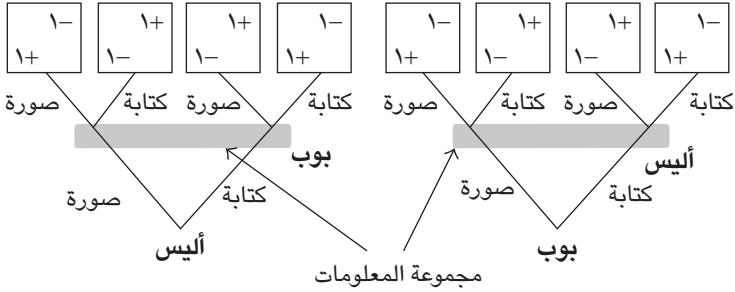 −١ +١ +١ −١ −١ +١ +١ −١
+١ −١ −١ +١ +١ −١ −١ +١
كتابة صورة كتابة صورة كتابة صورة كتابة صورة
أليس بوب
كتابة صورة كتابة صورة
بوب أليس
مجموعة المعلومات